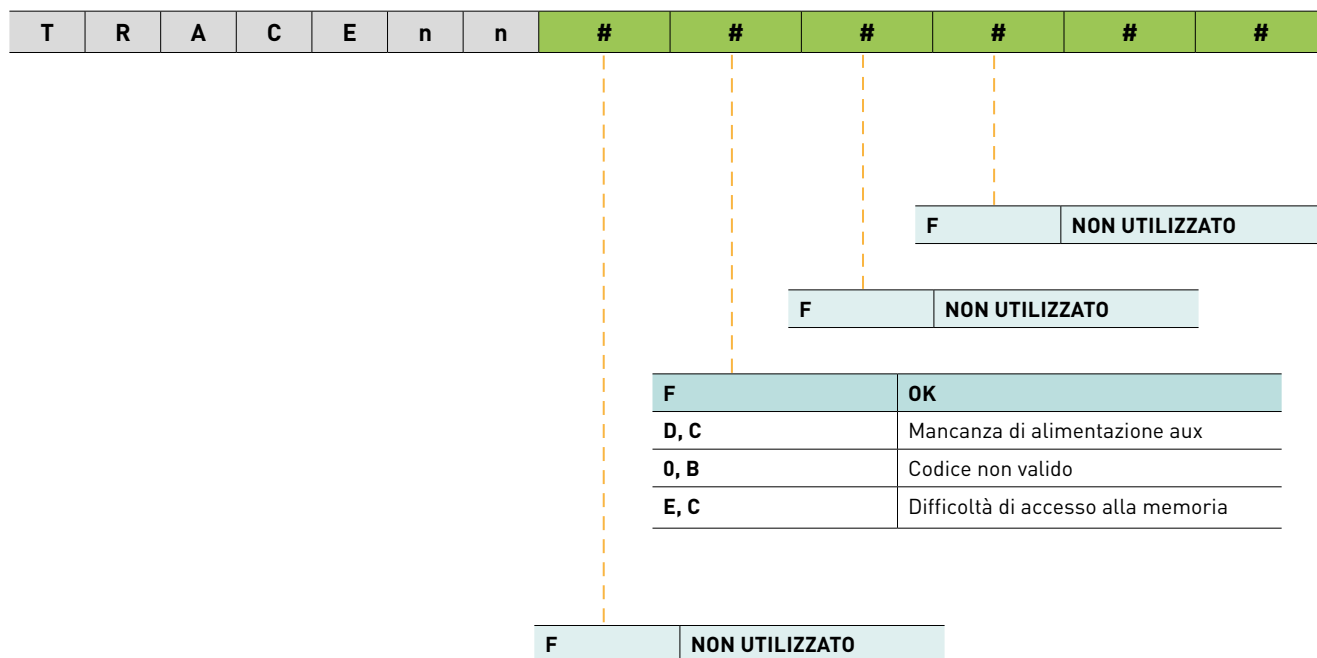 T R A C E n n # # # # # #
F NON UTILIZZATO
F NON UTILIZZATO
F OK
D, C Mancanza di alimentazione aux
0, B Codice non valido
E, C Difficoltà di accesso alla memoria
F NON UTILIZZATO